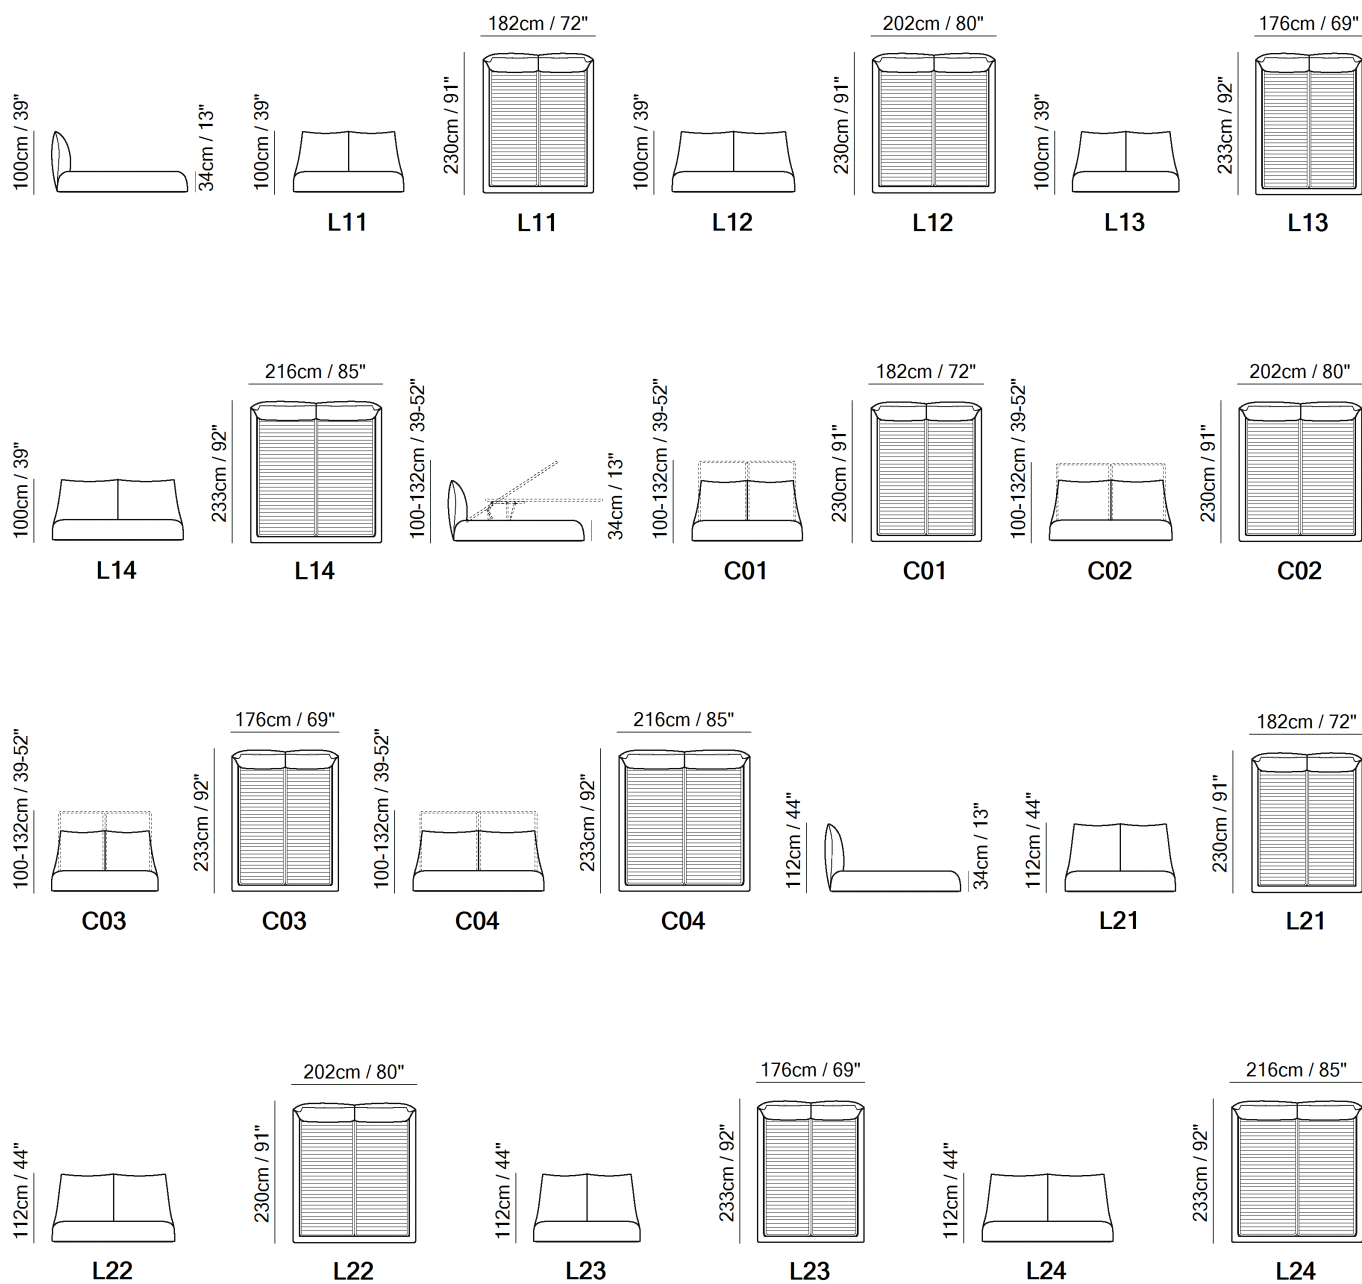 182cm / 72"
202cm / 80"
176cm / 69"
100cm / 39"
34cm / 13"
100cm / 39"
230cm / 91"
100cm / 39"
230cm / 91"
100cm / 39"
233cm / 92"
L11
L11
L12
L12
L13
L13
216cm / 85"
182cm / 72"
202cm / 80"
100cm / 39"
233cm / 92"
100-132cm / 39-52"
34cm / 13"
100-132cm / 39-52"
230cm / 91"
100-132cm / 39-52"
230cm / 91"
L14
L14
C01
C01
C02
C02
176cm / 69"
216cm / 85"
182cm / 72"
100-132cm / 39-52"
233cm / 92"
100-132cm / 39-52"
233cm / 92"
112cm / 44"
34cm / 13"
112cm / 44"
230cm / 91"
C03
C03
C04
C04
L21
L21
202cm / 80"
176cm / 69"
216cm / 85"
112cm / 44"
230cm / 91"
112cm / 44"
233cm / 92"
112cm / 44"
233cm / 92"
L22
L22
L23
L23
L24
L24